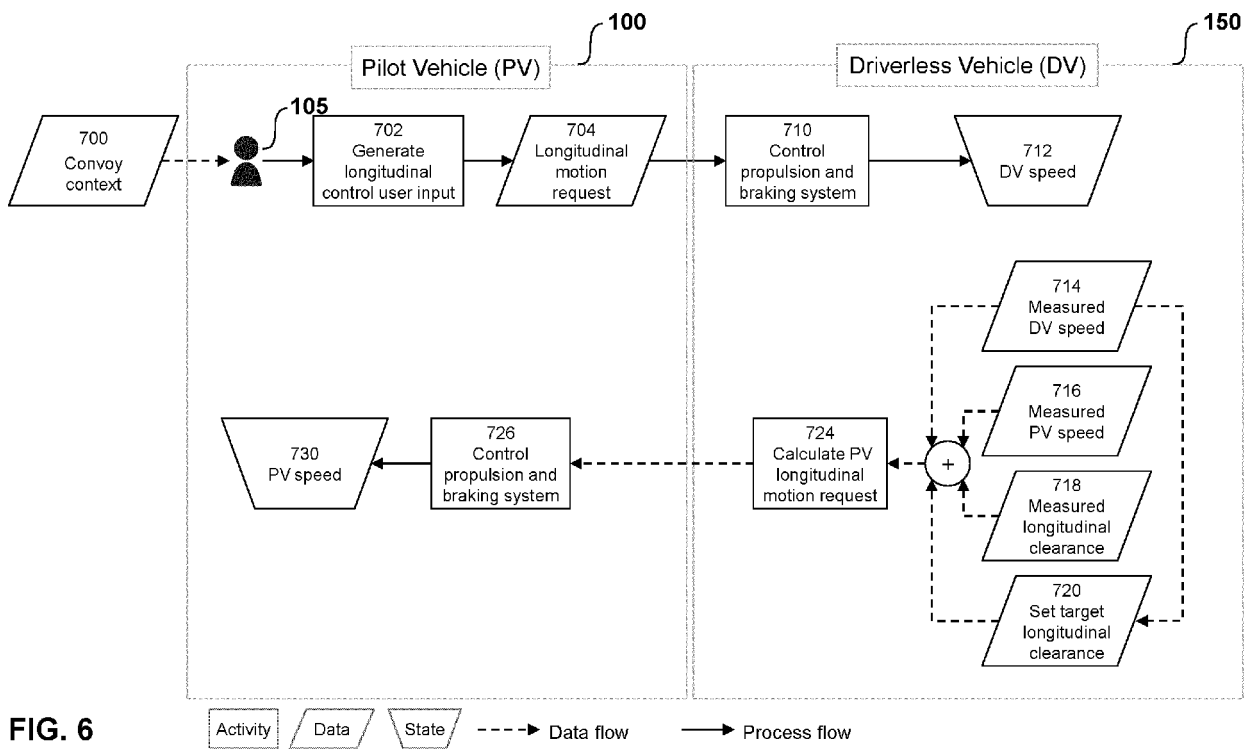 100
150
Pilot Vehicle (PV)
Driverless Vehicle (DV)
700
Convoy
context
105
702
Generate
longitudinal
control user input
704
Longitudinal
motion
request
710
Control
propulsion and
braking system
712
DV speed
714
Measured
DV speed
716
Measured
PV speed
718
Measured
longitudinal
clearance
720
Set target
longitudinal
clearance
+
724
Calculate PV
longitudinal
motion request
726
Control
propulsion and
braking system
730
PV speed
FIG. 6
Activity
Data
State
Data flow
Process flow